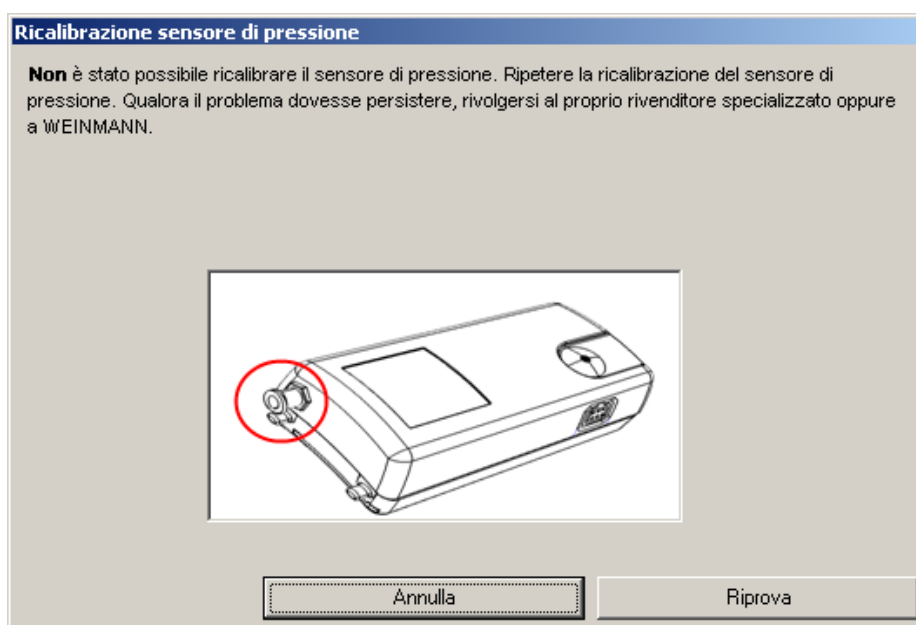 Ricalibrazione sensore di pressione
Non è stato possibile ricalibrare il sensore di pressione. Ripetere la ricalibrazione del sensore di
pressione. Qualora il problema dovesse persistere, rivolgersi al proprio rivenditore specializzato oppure
a WEINMANN.
Annulla
Riprova